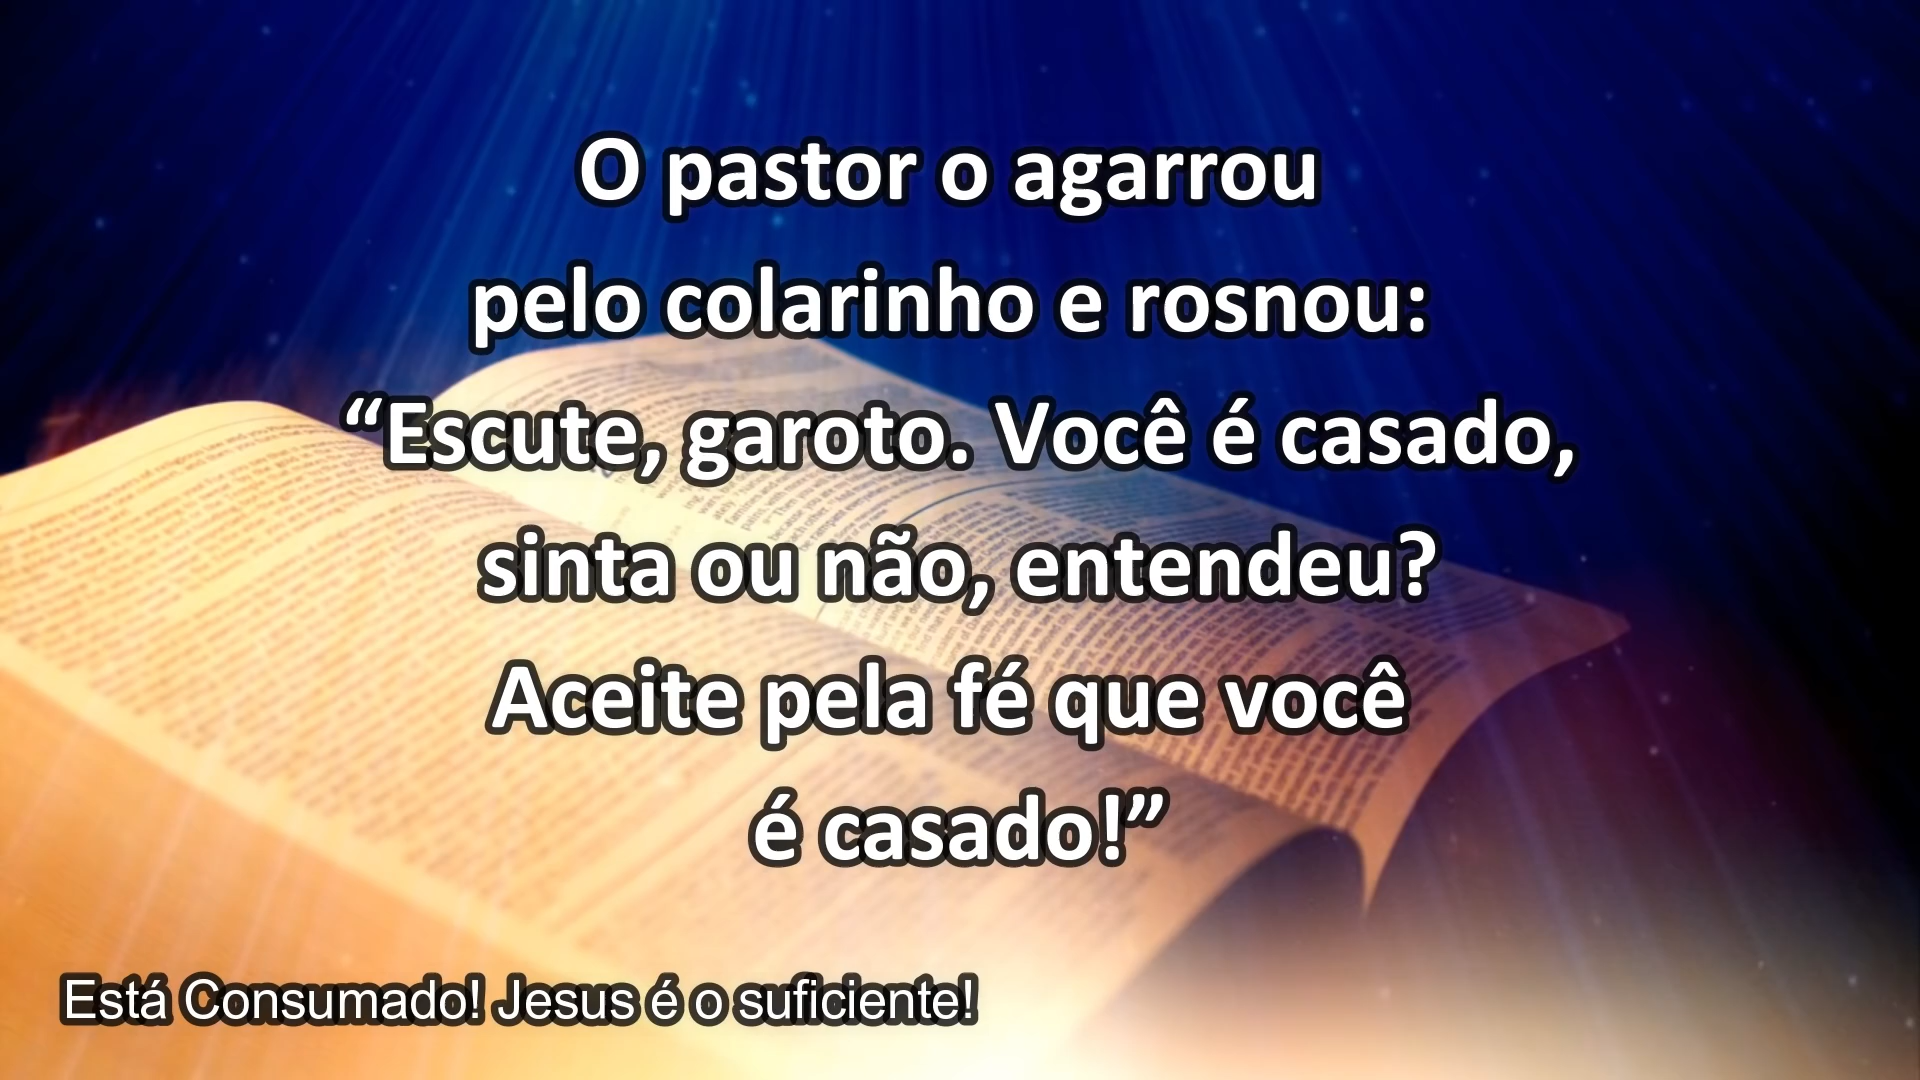 O pastor o agarrou
pelo colarinho e rosnou:
“Escute, garoto. Você é casado,
sinta ou não, entendeu?
Aceite pela fé que você
é casado!”
Está Consumado! Jesus é o suficiente!